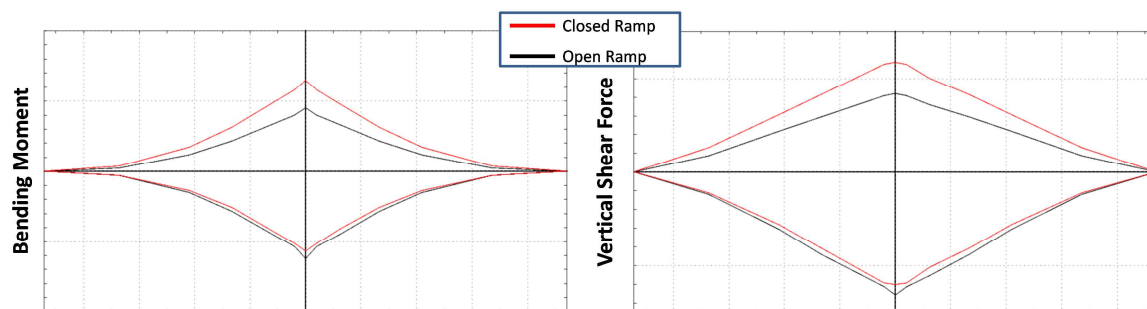 Closed Ramp
Open Ramp
Bending Moment
Vertical Shear Force